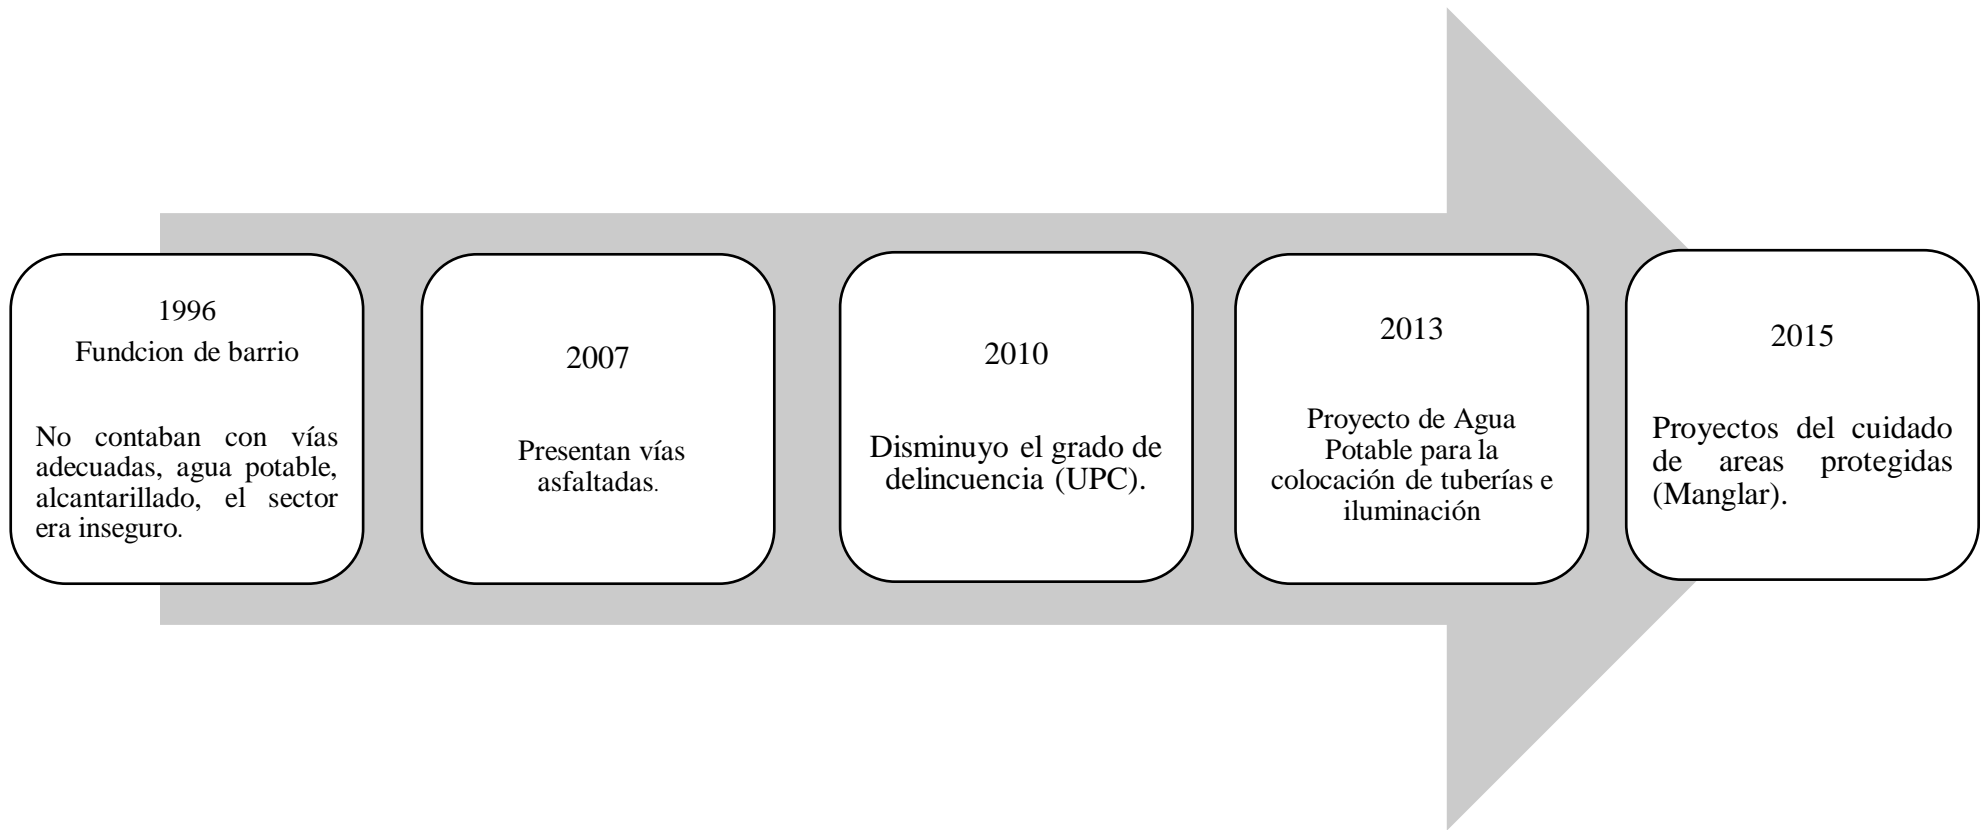 1996
Fundcion de barrio
No contaban con vías
adecuadas, agua potable,
alcantarillado, el sector
era inseguro.
2007
Presentan vías
asfaltadas.
2010
Disminuyo el grado de
delincuencia (UPC).
2013
Proyecto de Agua
Potable para la
colocación de tuberías e
iluminación
2015
Proyectos del cuidado
de areas protegidas
(Manglar).